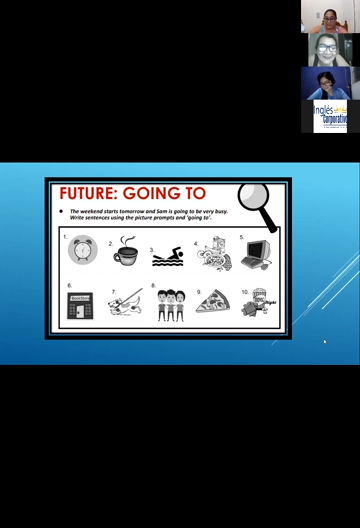 Inglés
Corporativo
FUTURE: GOING TO
The weekend starts tomorrow and Sam is going to be very busy.
Write sentences using the picture prompts and 'going to'.
1.
2.
3.
4.
5.
6.
7.
8.
9.
10.
Night